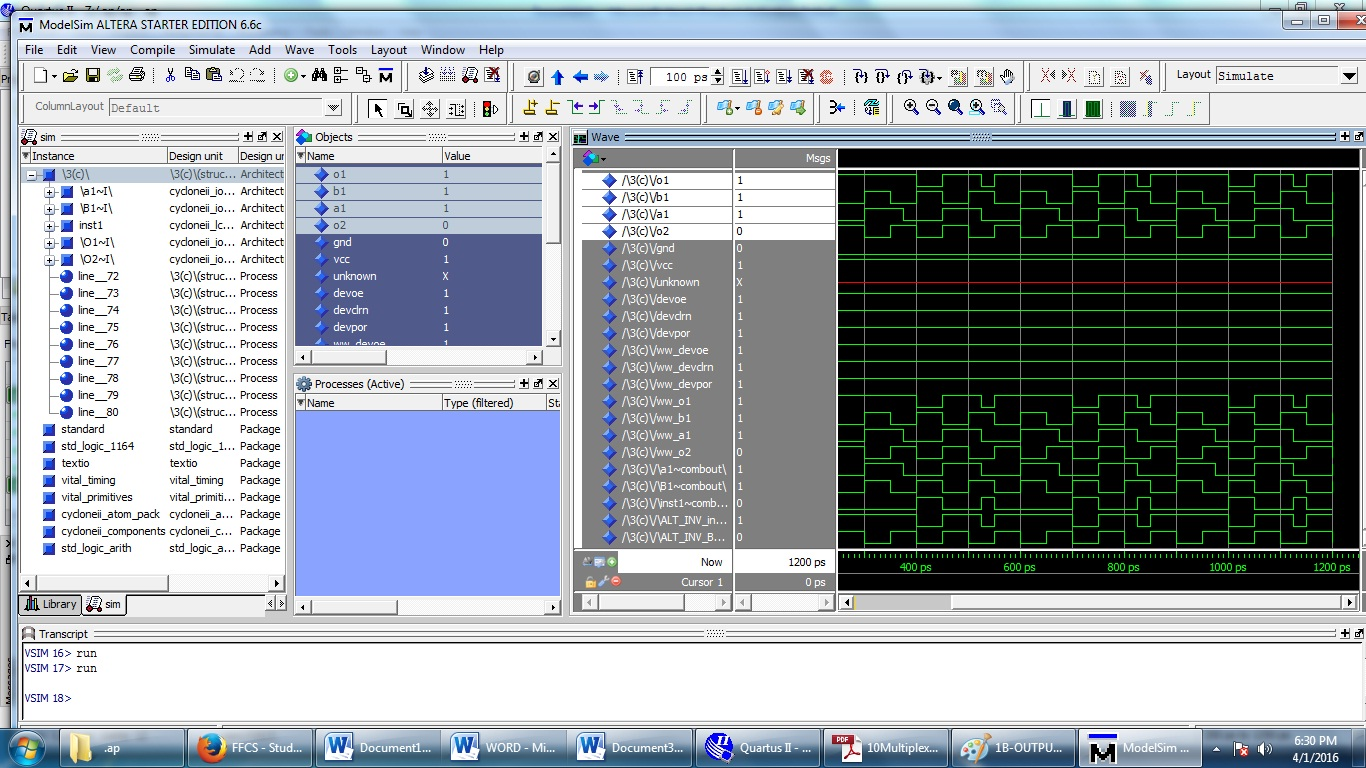 Quartus II - Z:/ap/ap - ap
ModelSim ALTERA STARTER EDITION 6.6c
File Edit View Compile Simulate Add Wave Tools Layout Window Help
100 ps
Layout Simulate
ColumnLayout Default
sim
Instance Design unit Design ur
\3(c)\ \3(c)\(struc... Architect
\a1~I\ cycloneii_io... Architect
\B1~I\ cycloneii_io... Architect
inst1 cycloneii_lc... Architect
\O1~I\ cycloneii_io... Architect
\O2~I\ cycloneii_io... Architect
line__72 \3(c)\(struc... Process
line__73 \3(c)\(struc... Process
line__74 \3(c)\(struc... Process
line__75 \3(c)\(struc... Process
line__76 \3(c)\(struc... Process
line__77 \3(c)\(struc... Process
line__78 \3(c)\(struc... Process
line__79 \3(c)\(struc... Process
line__80 \3(c)\(struc... Process
standard standard Package
std_logic_1164 std_logic_... Package
textio textio Package
vital_timing vital_timing Package
vital_primitives vital_primiti... Package
cycloneii_atom_pack cycloneii_a... Package
cycloneii_components cycloneii_c... Package
std_logic_arith std_logic_a... Package
Library sim
Objects
Name Value
o1 1
b1 1
a1 1
o2 0
gnd 0
vcc 1
unknown X
devoe 1
devclrn 1
devpor 1
ww_devoe 1
Processes (Active)
Name Type (filtered) Sta
Wave
Msgs
/\3(c)\/o1 1
/\3(c)\/b1 1
/\3(c)\/a1 1
/\3(c)\/o2 0
/\3(c)\/gnd 0
/\3(c)\/vcc 1
/\3(c)\/unknown X
/\3(c)\/devoe 1
/\3(c)\/devclrn 1
/\3(c)\/devpor 1
/\3(c)\/ww_devoe 1
/\3(c)\/ww_devclrn 1
/\3(c)\/ww_devpor 1
/\3(c)\/ww_o1 1
/\3(c)\/ww_b1 1
/\3(c)\/ww_a1 1
/\3(c)\/ww_o2 0
/\3(c)\/\a1~combout\ 1
/\3(c)\/\B1~combout\ 1
/\3(c)\/\inst1~comb... 0
/\3(c)\/\ALT_INV_in... 1
/\3(c)\/\ALT_INV_B... 0
Now 1200 ps
Cursor 1 0 ps
400 ps 600 ps 800 ps 1000 ps 1200 ps
Transcript
VSIM 16> run
VSIM 17> run
VSIM 18>
.ap FFCS - Stud... Document1... WORD - Mi... Document3... Quartus II - ... 10Multiplex... 1B-OUTPU... ModelSim ...
6:30 PM
4/1/2016